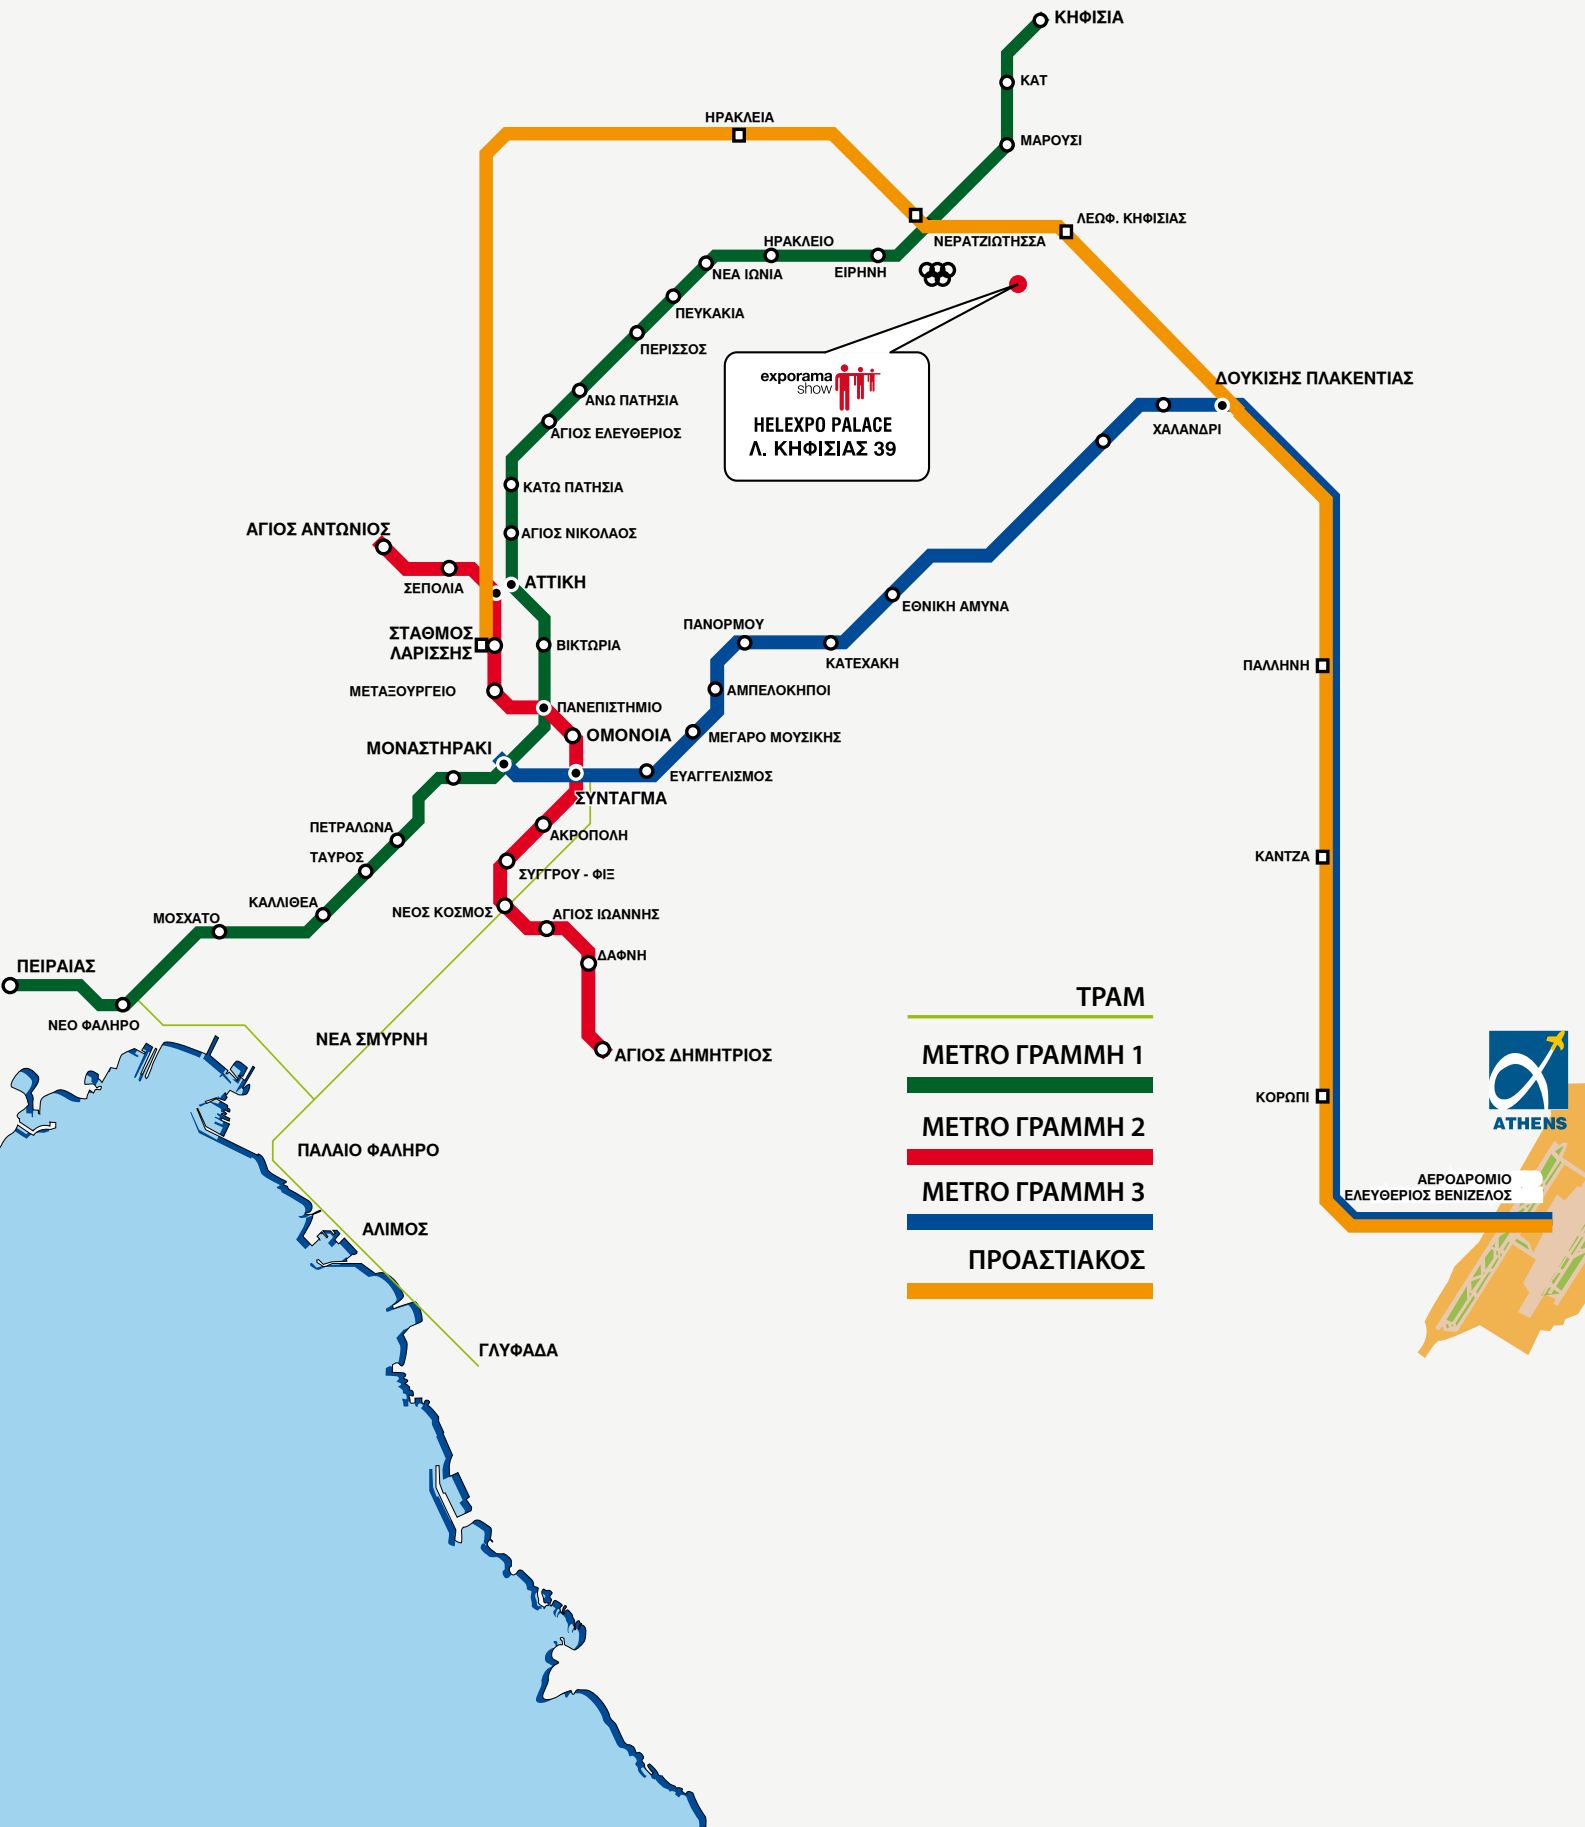 ΚΗΦΙΣΙΑ
ΚΑΤ
ΗΡΑΚΛΕΙΑ
ΜΑΡΟΥΣΙ
ΛΕΩΦ. ΚΗΦΙΣΙΑΣ
ΗΡΑΚΛΕΙΟ
ΝΕΡΑΤΖΙΩΤΗΣΣΑ
ΝΕΑ ΙΩΝΙΑ
ΕΙΡΗΝΗ
ΠΕΥΚΑΚΙΑ
ΠΕΡΙΣΣΟΣ
exporama
show
HELEXPO PALACE
Λ. ΚΗΦΙΣΙΑΣ 39
ΔΟΥΚΙΣΗΣ ΠΛΑΚΕΝΤΙΑΣ
ΑΝΩ ΠΑΤΗΣΙΑ
ΧΑΛΑΝΔΡΙ
ΑΓΙΟΣ ΕΛΕΥΘΕΡΙΟΣ
ΚΑΤΩ ΠΑΤΗΣΙΑ
ΑΓΙΟΣ ΑΝΤΩΝΙΟΣ
ΑΓΙΟΣ ΝΙΚΟΛΑΟΣ
ΣΕΠΟΛΙΑ
ΑΤΤΙΚΗ
ΕΘΝΙΚΗ ΑΜΥΝΑ
ΠΑΝΟΡΜΟΥ
ΣΤΑΘΜΟΣ
ΛΑΡΙΣΣΗΣ
ΒΙΚΤΩΡΙΑ
ΚΑΤΕΧΑΚΗ
ΠΑΛΛΗΝΗ
ΜΕΤΑΞΟΥΡΓΕΙΟ
ΑΜΠΕΛΟΚΗΠΟΙ
ΠΑΝΕΠΙΣΤΗΜΙΟ
ΟΜΟΝΟΙΑ
ΜΕΓΑΡΟ ΜΟΥΣΙΚΗΣ
ΜΟΝΑΣΤΗΡΑΚΙ
ΕΥΑΓΓΕΛΙΣΜΟΣ
ΣΥΝΤΑΓΜΑ
ΠΕΤΡΑΛΩΝΑ
ΑΚΡΟΠΟΛΗ
ΤΑΥΡΟΣ
ΚΑΝΤΖΑ
ΣΥΓΓΡΟΥ - ΦΙΞ
ΚΑΛΛΙΘΕΑ
ΝΕΟΣ ΚΟΣΜΟΣ
ΑΓΙΟΣ ΙΩΑΝΝΗΣ
ΜΟΣΧΑΤΟ
ΔΑΦΝΗ
ΠΕΙΡΑΙΑΣ
ΝΕΟ ΦΑΛΗΡΟ
ΝΕΑ ΣΜΥΡΝΗ
ΑΓΙΟΣ ΔΗΜΗΤΡΙΟΣ
ΤΡΑΜ
METRO ΓΡΑΜΜΗ 1
METRO ΓΡΑΜΜΗ 2
METRO ΓΡΑΜΜΗ 3
ΠΡΟΑΣΤΙΑΚΟΣ
ΚΟΡΩΠΙ
ATHENS
ΠΑΛΑΙΟ ΦΑΛΗΡΟ
ΑΕΡΟΔΡΟΜΙΟ
ΕΛΕΥΘΕΡΙΟΣ ΒΕΝΙΖΕΛΟΣ
ΑΛΙΜΟΣ
ΓΛΥΦΑΔΑ